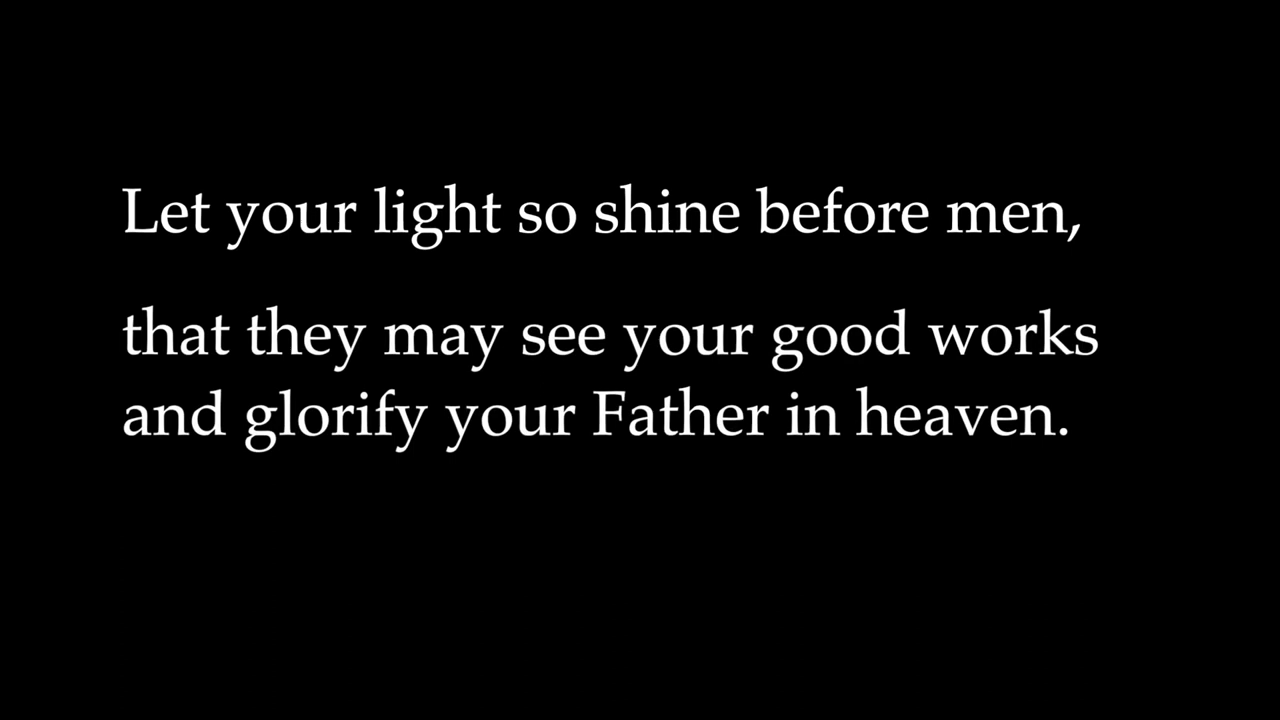 Let your light so shine before men,
that they may see your good works
and glorify your Father in heaven.